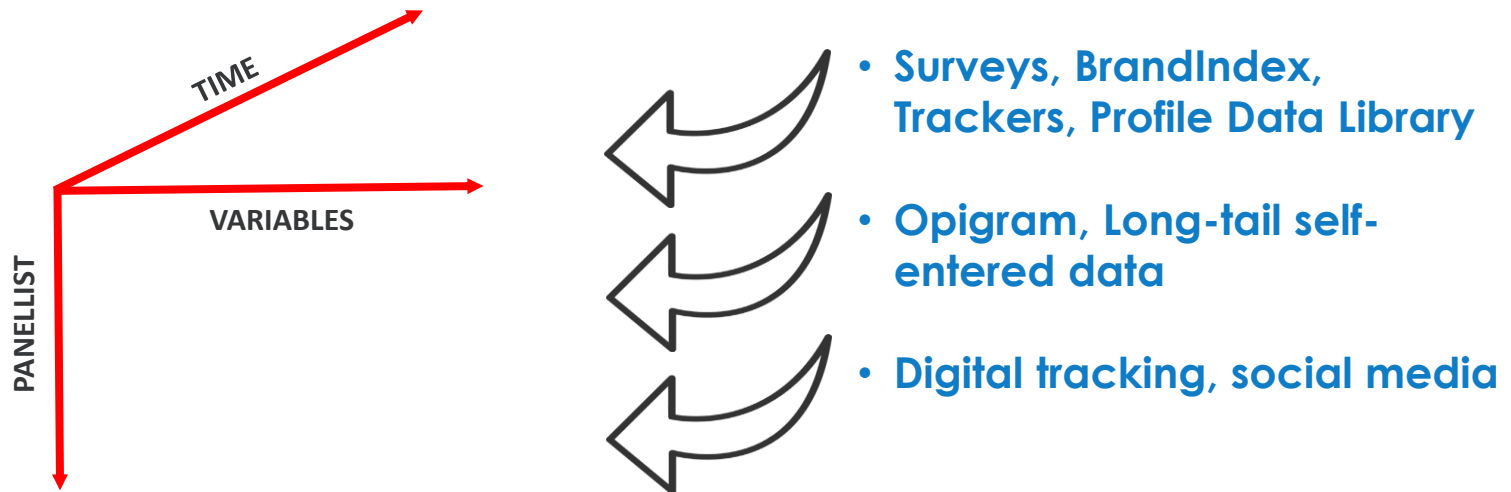 TIME
VARIABLES
PANELLIST
• Surveys, BrandIndex,
Trackers, Profile Data Library
• Opigram, Long-tail self-
entered data
• Digital tracking, social media